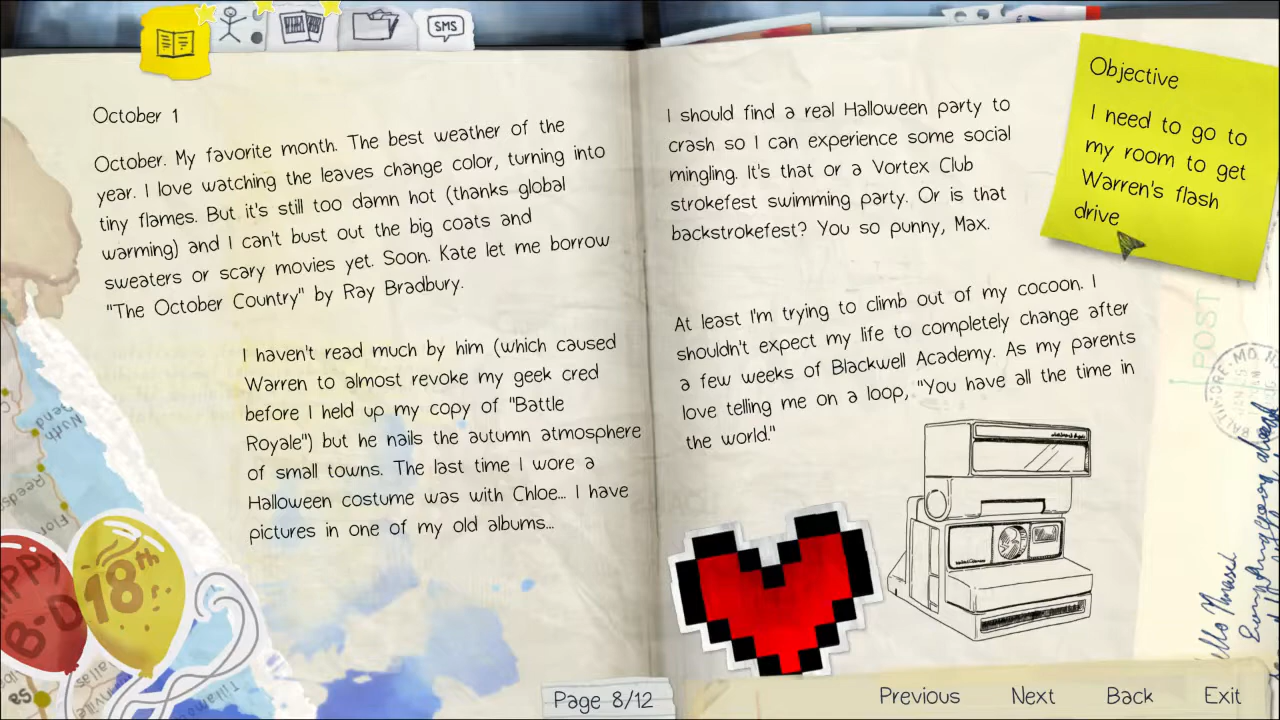 SMS
October 1
October. My favorite month. The best weather of the
year. I love watching the leaves change color, turning into
tiny flames. But it's still too damn hot (thanks global
warming) and I can't bust out the big coats and
sweaters or scary movies yet. Soon. Kate let me borrow
"The October Country" by Ray Bradbury.
I haven't read much by him (which caused
Warren to almost revoke my geek cred
before I held up my copy of "Battle
Royale") but he nails the autumn atmosphere
of small towns. The last time I wore a
Halloween costume was with Chloe... I have
pictures in one of my old albums...
HAPPY
B-D
18th
I should find a real Halloween party to
crash so I can experience some social
mingling. It's that or a Vortex Club
strokefest swimming party. Or is that
backstrokefest? You so punny, Max.
At least I'm trying to climb out of my cocoon. I
shouldn't expect my life to completely change after
a few weeks of Blackwell Academy. As my parents
love telling me on a loop, "You have all the time in
the world."
Objective
I need to go to
my room to get
Warren's flash
drive
POST
Page 8/12
Previous
Next
Back
Exit